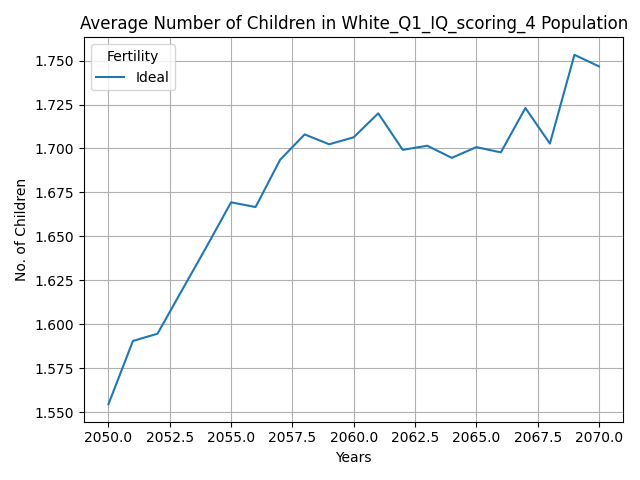 Average Number of Children in White_Q1_IQ_scoring_4 Population
Fertility
Ideal
1.750
1.725
1.700
1.675
1.650
1.625
1.600
1.575
1.550
No. of Children
2050.0 2052.5 2055.0 2057.5 2060.0 2062.5 2065.0 2067.5 2070.0
Years